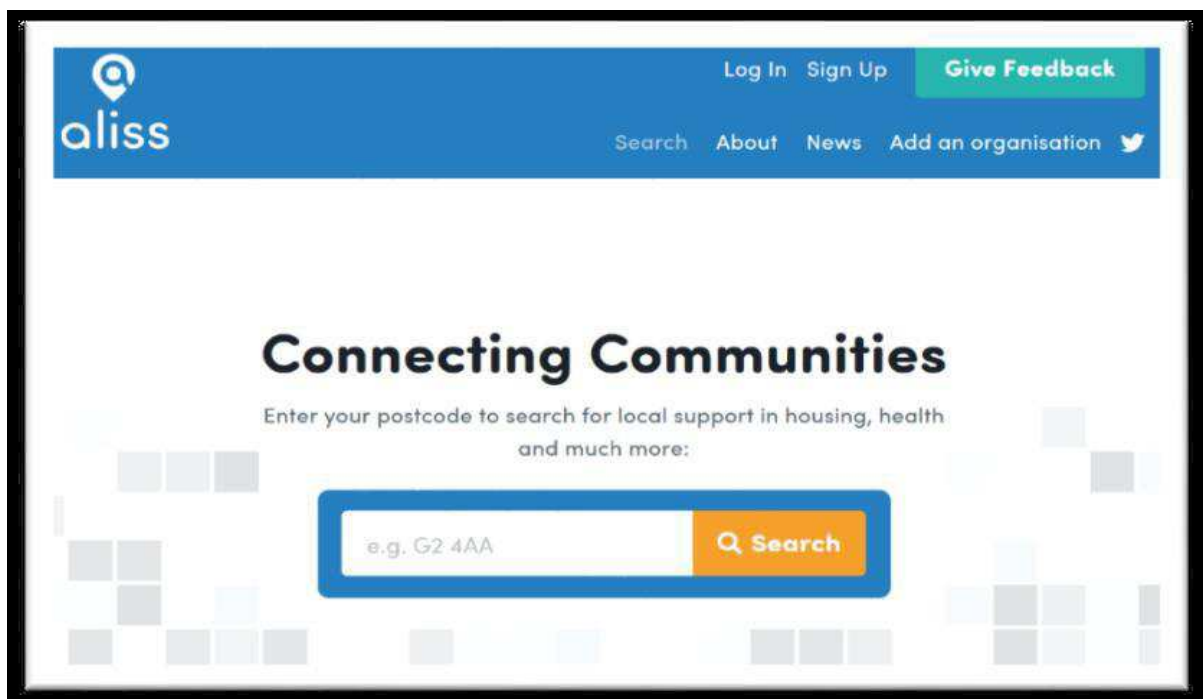 Log In Sign Up Give Feedback
aliss
Search About News Add an organisation
Connecting Communities
Enter your postcode to search for local support in housing, health
and much more:
e.g. G2 4AA Search